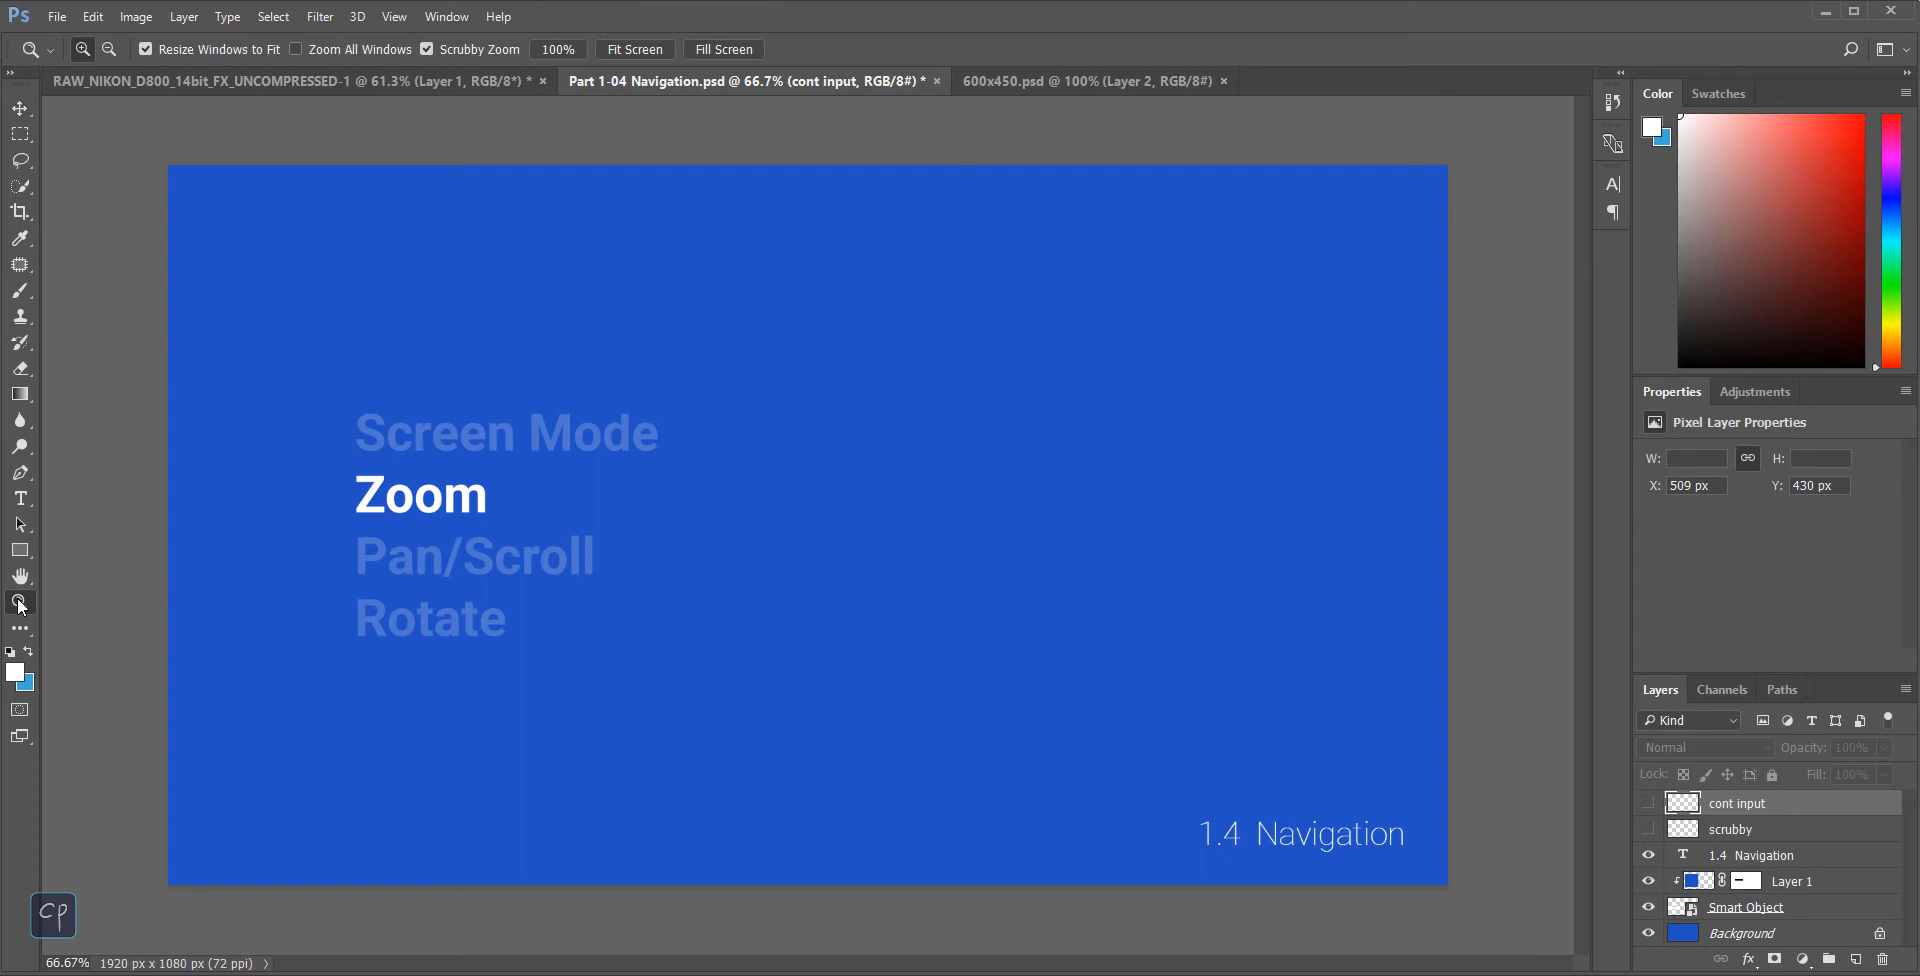 Ps File Edit Image Layer Type Select Filter 3D View Window Help
Resize Windows to Fit Zoom All Windows Scrubby Zoom 100% Fit Screen Fill Screen
RAW_NIKON_D800_14bit_FX_UNCOMPRESSED-1 @ 61.3% (Layer 1, RGB/8*) * × Part 1-04 Navigation.psd @ 66.7% (cont input, RGB/8#) * × 600x450.psd @ 100% (Layer 2, RGB/8#) ×
Color Swatches
Screen Mode
Zoom
Pan/Scroll
Rotate
1.4 Navigation
Properties Adjustments
Pixel Layer Properties
W: H:
X: 509 px Y: 430 px
Layers Channels Paths
Kind
Normal Opacity: 100%
Lock: Fill: 100%
cont input
scrubby
1.4 Navigation
Layer 1
Smart Object
Background
fx
cp
66.67% 1920 px x 1080 px (72 ppi)